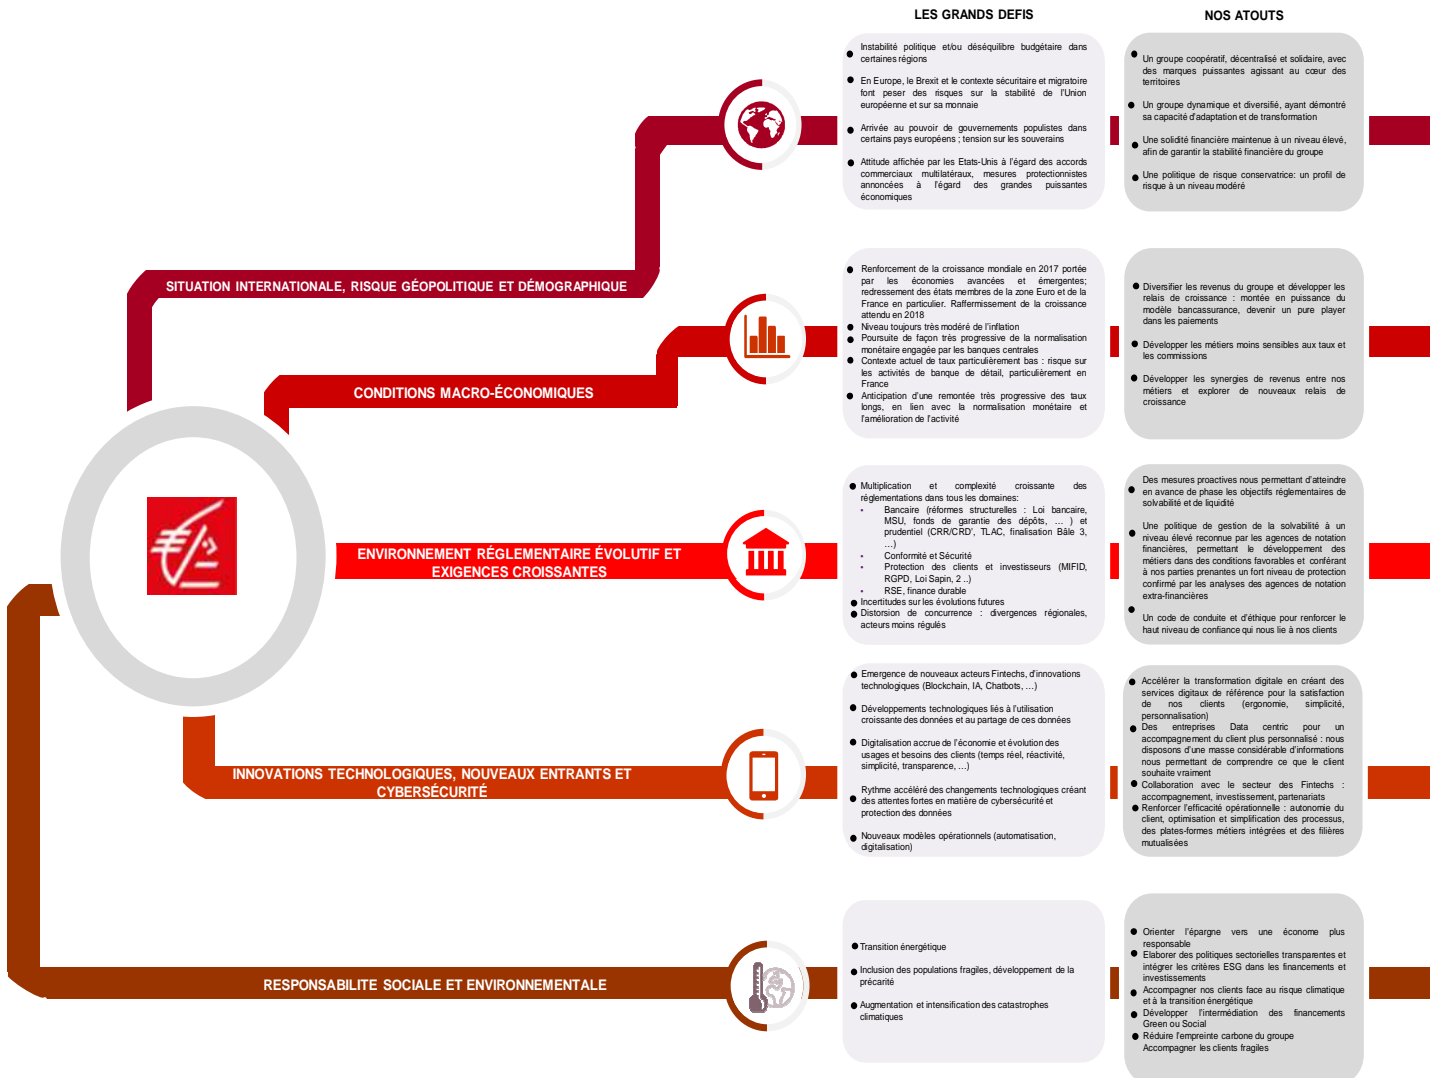 LES GRANDS DEFIS
NOS ATOUTS
SITUATION INTERNATIONALE, RISQUE GÉOPOLITIQUE ET DÉMOGRAPHIQUE
Instabilité politique et/ou déséquilibre budgétaire dans
certaines régions
En Europe, le Brexit et le contexte sécuritaire et migratoire
font peser des risques sur la stabilité de l'Union
européenne et sur sa monnaie
Arrivée au pouvoir de gouvernements populistes dans
certains pays européens ; tension sur les souverains
Attitude affichée par les Etats-Unis à l'égard des accords
commerciaux multilatéraux, mesures protectionnistes
annoncées à l'égard des grandes puissantes
économiques
Un groupe coopératif, décentralisé et solidaire, avec
des marques puissantes agissant au cœur des
territoires
Un groupe dynamique et diversifié, ayant démontré
sa capacité d'adaptation et de transformation
Une solidité financière maintenue à un niveau élevé,
afin de garantir la stabilité financière du groupe
Une politique de risque conservatrice: un profil de
risque à un niveau modéré
CONDITIONS MACRO-ÉCONOMIQUES
Renforcement de la croissance mondiale en 2017 portée
par les économies avancées et émergentes;
redressement des états membres de la zone Euro et de la
France en particulier. Raffermissement de la croissance
attendu en 2018
Niveau toujours très modéré de l'inflation
Poursuite de façon très progressive de la normalisation
monétaire engagée par les banques centrales
Contexte actuel de taux particulièrement bas : risque sur
les activités de banque de détail, particulièrement en
France
Anticipation d'une remontée très progressive des taux
longs, en lien avec la normalisation monétaire et
l'amélioration de l'activité
Diversifier les revenus du groupe et développer les
relais de croissance : montée en puissance du
modèle bancassurance, devenir un pure player
dans les paiements
Développer les métiers moins sensibles aux taux et
les commissions
Développer les synergies de revenus entre nos
métiers et explorer de nouveaux relais de
croissance
ENVIRONNEMENT RÉGLEMENTAIRE ÉVOLUTIF ET
EXIGENCES CROISSANTES
Multiplication et complexité croissante des
réglementations dans tous les domaines:
Bancaire (réformes structurelles : Loi bancaire,
MSU, fonds de garantie des dépôts, ... ) et
prudentiel (CRR/CRD', TLAC, finalisation Bâle 3,
…)
Conformité et Sécurité
Protection des clients et investisseurs (MIFID,
RGPD, Loi Sapin, 2 ..)
RSE, finance durable
Incertitudes sur les évolutions futures
Distorsion de concurrence : divergences régionales,
acteurs moins régulés
Des mesures proactives nous permettant d'atteindre
en avance de phase les objectifs réglementaires de
solvabilité et de liquidité
Une politique de gestion de la solvabilité à un
niveau élevé reconnue par les agences de notation
financières, permettant le développement des
métiers dans des conditions favorables et conférant
à nos parties prenantes un fort niveau de protection
confirmé par les analyses des agences de notation
extra-financières
Un code de conduite et d'éthique pour renforcer le
haut niveau de confiance qui nous lie à nos clients
INNOVATIONS TECHNOLOGIQUES, NOUVEAUX ENTRANTS ET
CYBERSÉCURITÉ
Emergence de nouveaux acteurs Fintechs, d'innovations
technologiques (Blockchain, IA, Chatbots, …)
Développements technologiques liés à l'utilisation
croissante des données et au partage de ces données
Digitalisation accrue de l'économie et évolution des
usages et besoins des clients (temps réel, réactivité,
simplicité, transparence, …)
Rythme accéléré des changements technologiques créant
des attentes fortes en matière de cybersécurité et
protection des données
Nouveaux modèles opérationnels (automatisation,
digitalisation)
Accélérer la transformation digitale en créant des
services digitaux de référence pour la satisfaction
de nos clients (ergonomie, simplicité,
personnalisation)
Des entreprises Data centric pour un
accompagnement du client plus personnalisé : nous
disposons d'une masse considérable d'informations
nous permettant de comprendre ce que le client
souhaite vraiment
Collaboration avec le secteur des Fintechs :
accompagnement, investissement, partenariats
Renforcer l'efficacité opérationnelle : autonomie du
client, optimisation et simplification des processus,
des plates-formes métiers intégrées et des filières
mutualisées
RESPONSABILITE SOCIALE ET ENVIRONNEMENTALE
Transition énergétique
Inclusion des populations fragiles, développement de la
précarité
Augmentation et intensification des catastrophes
climatiques
Orienter l'épargne vers une économe plus
responsable
Elaborer des politiques sectorielles transparentes et
intégrer les critères ESG dans les financements et
investissements
Accompagner nos clients face au risque climatique
et à la transition énergétique
Développer l'intermédiation des financements
Green ou Social
Réduire l'empreinte carbone du groupe
Accompagner les clients fragiles